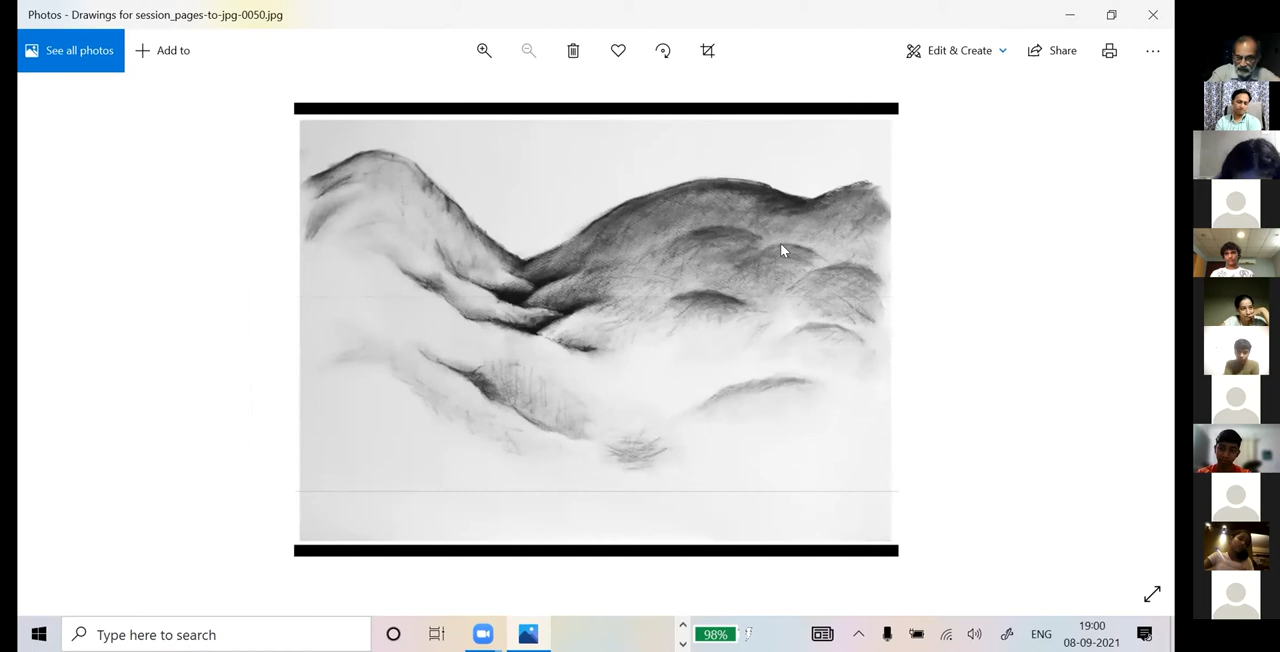 Photos - Drawings for session_pages-to-jpg-0050.jpg
See all photos
Add to
Edit & Create
Share
Type here to search
98%
ENG
19:00
08-09-2021